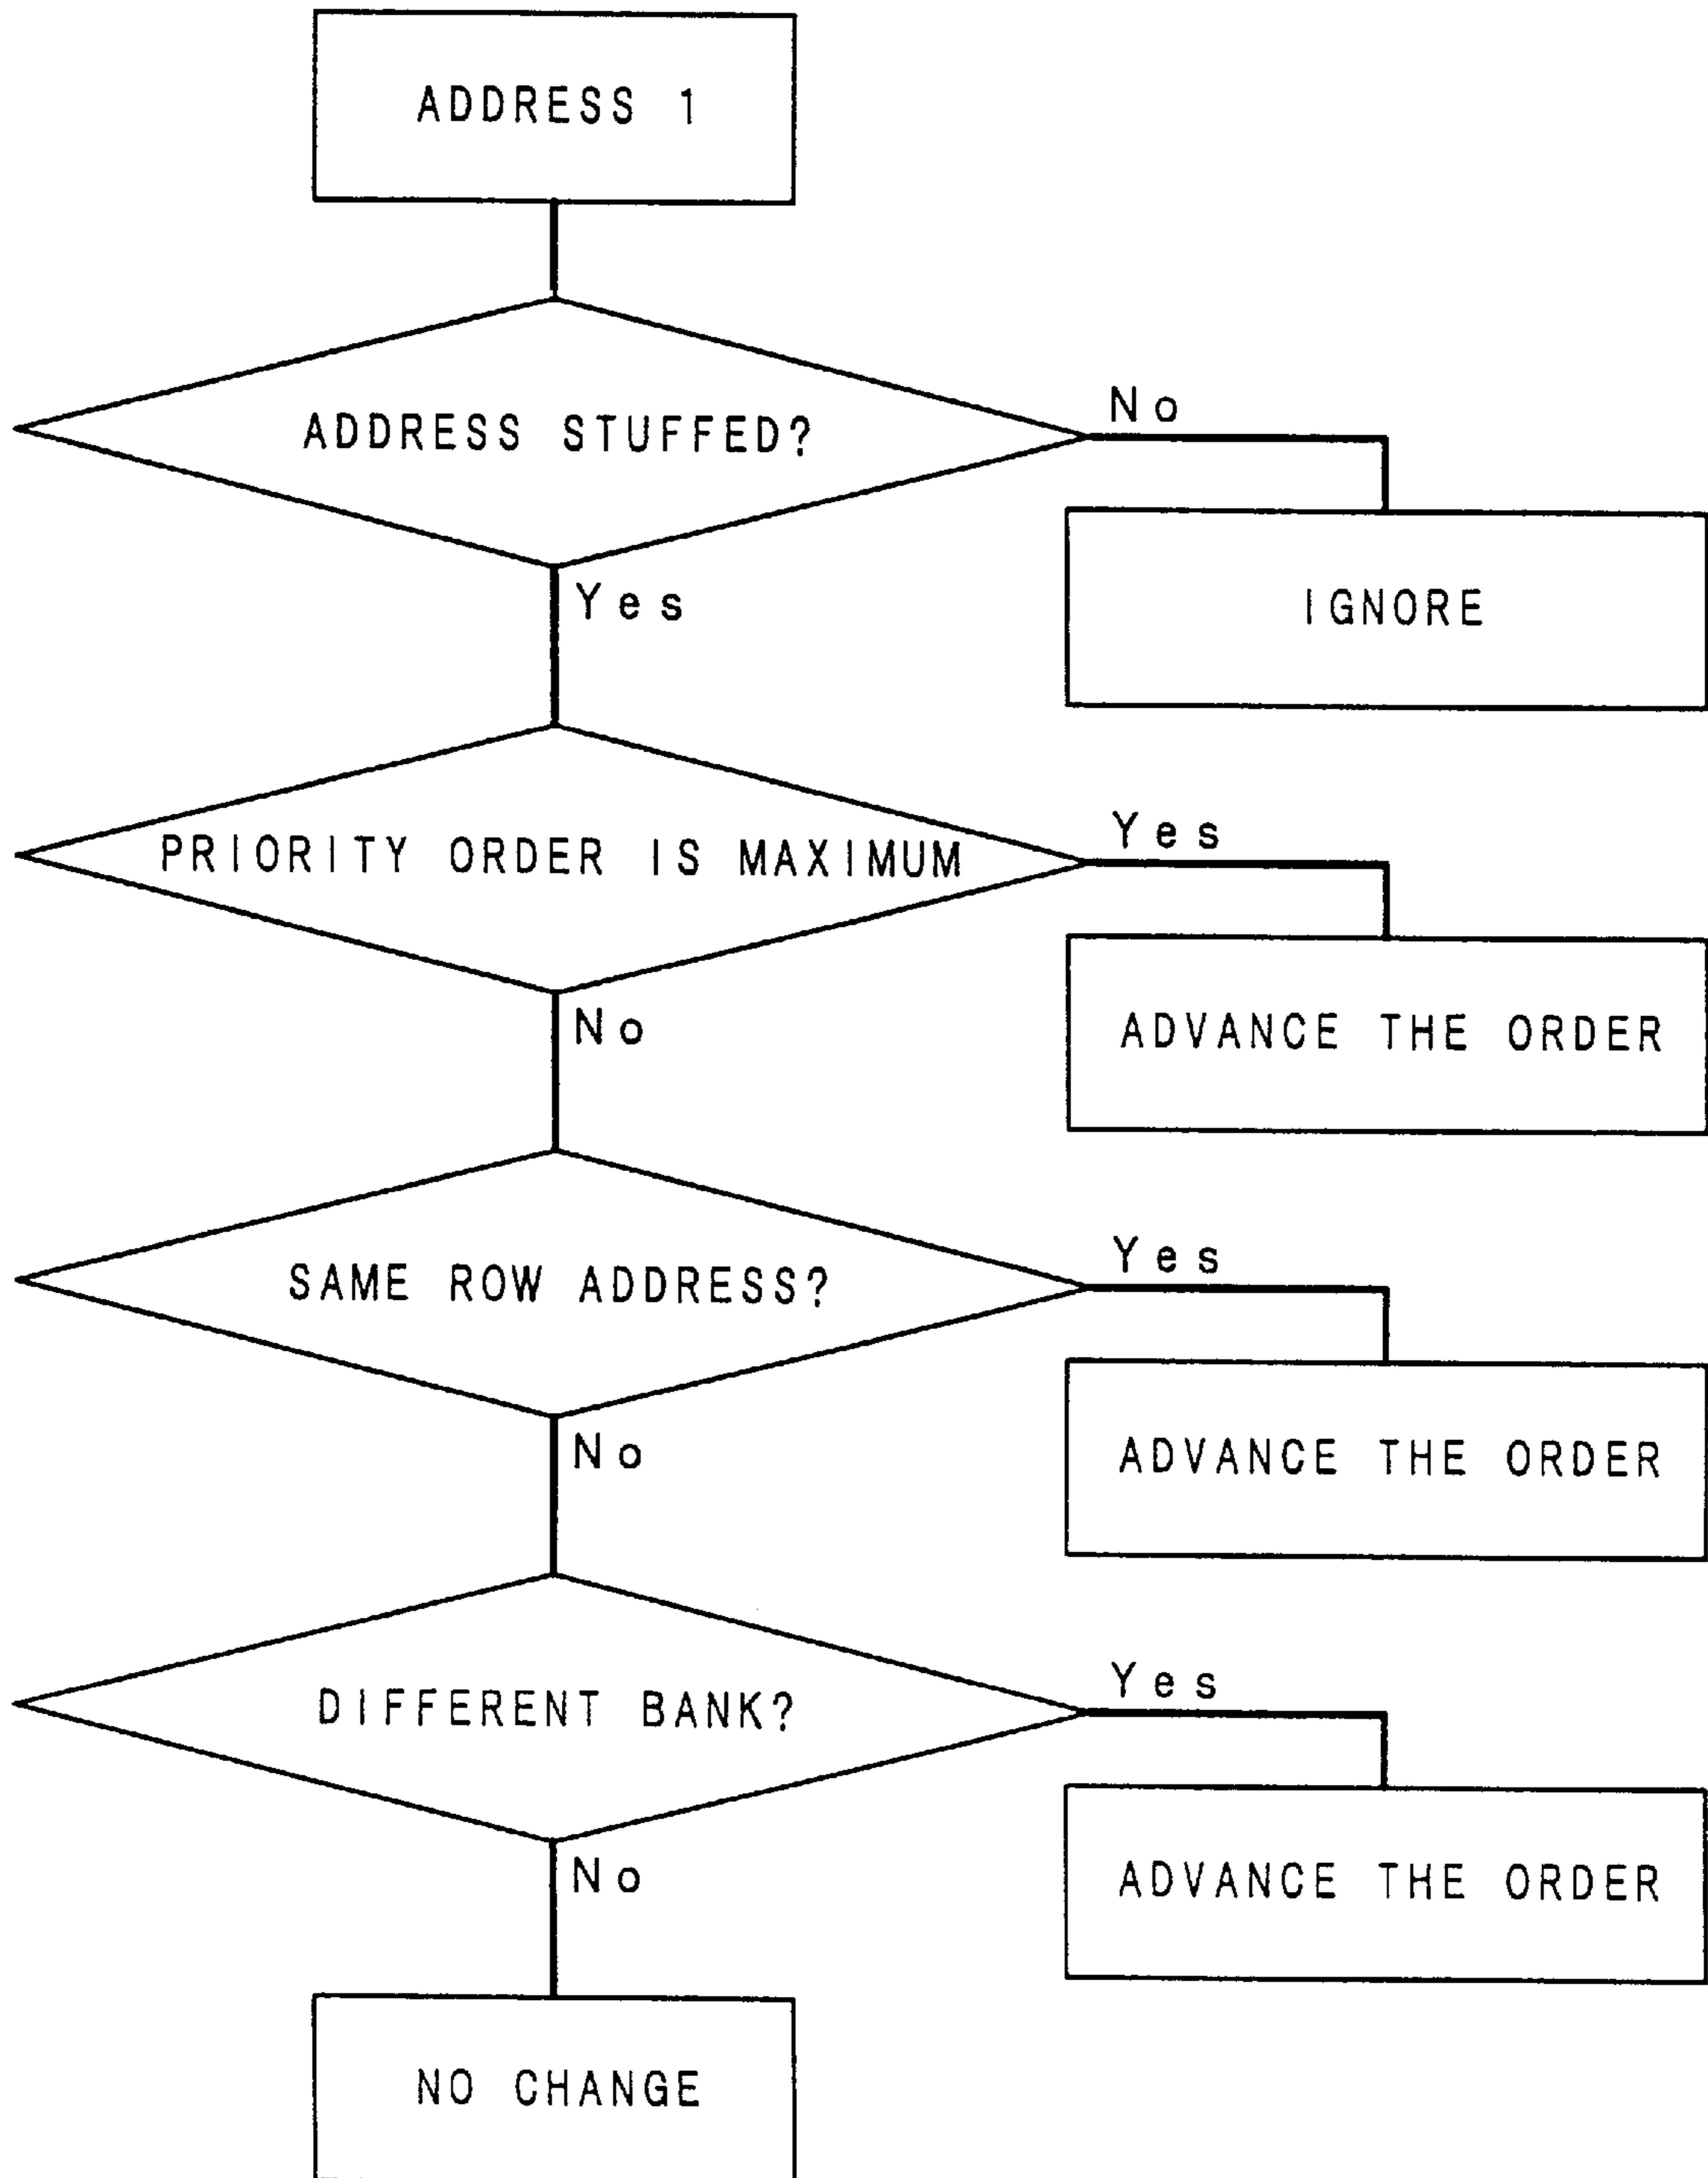 ADDRESS 1
ADDRESS STUFFED?
No
IGNORE
Yes
PRIORITY ORDER IS MAXIMUM
Yes
ADVANCE THE ORDER
No
SAME ROW ADDRESS?
Yes
ADVANCE THE ORDER
No
DIFFERENT BANK?
Yes
ADVANCE THE ORDER
No
NO CHANGE